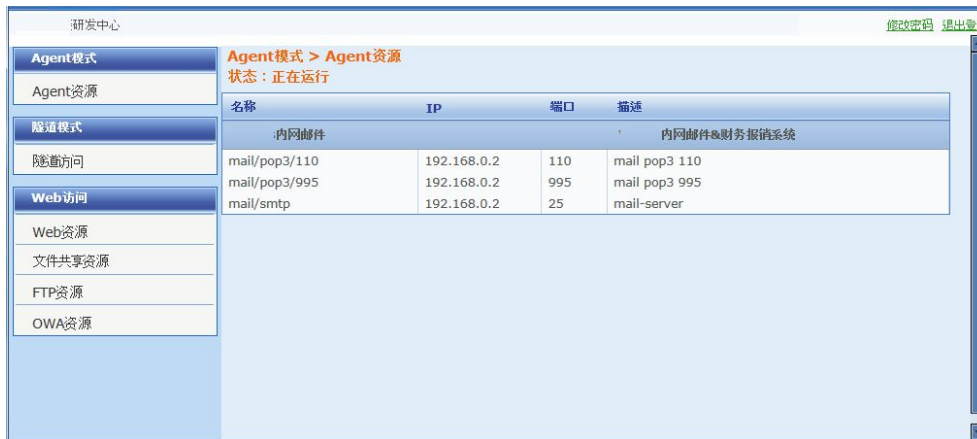 研发中心
修改密码 退出登
Agent模式
Agent资源
隧道模式
隧道访问
Web访问
Web资源
文件共享资源
FTP资源
OWA资源
Agent模式 > Agent资源
状态：正在运行
名称 IP 端口 描述
内网邮件 内网邮件&财务报销系统
mail/pop3/110 192.168.0.2 110 mail pop3 110
mail/pop3/995 192.168.0.2 995 mail pop3 995
mail/smtp 192.168.0.2 25 mail-server